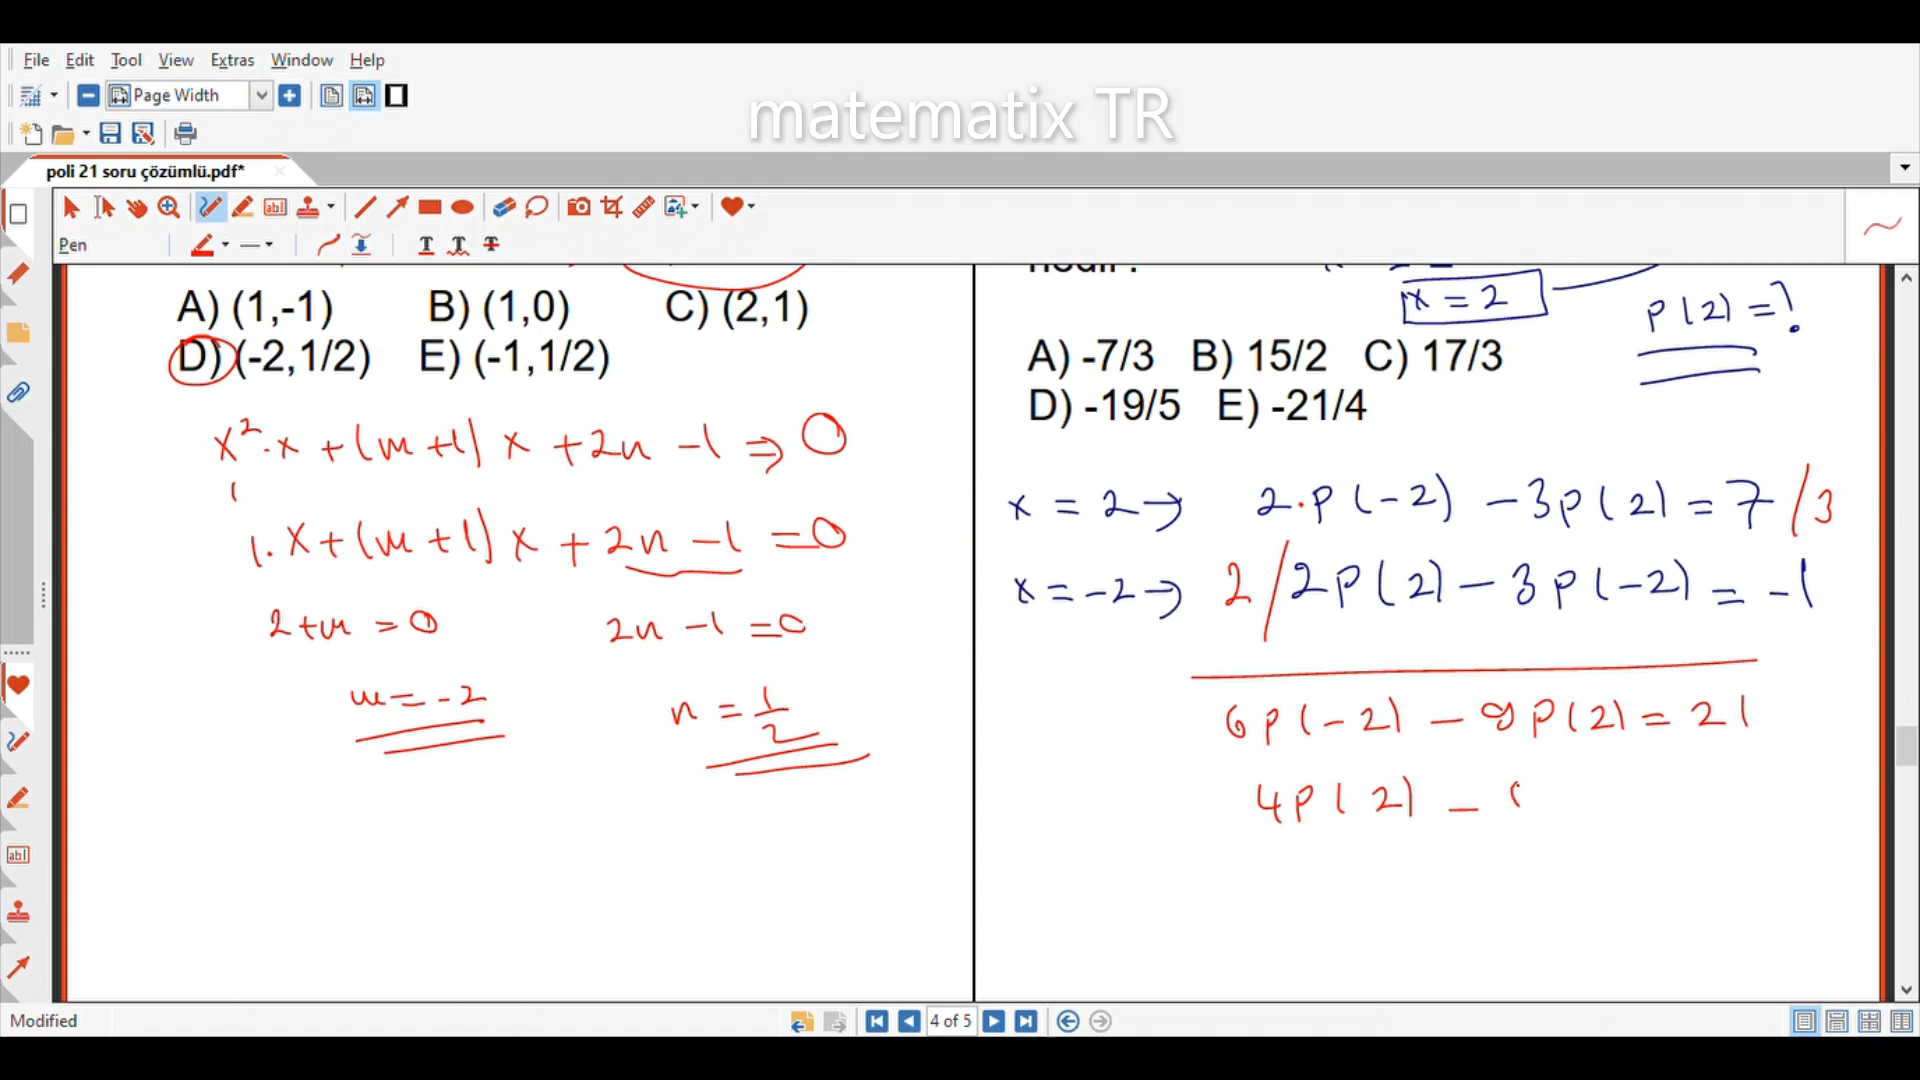 File Edit Tool View Extras Window Help
Page Width
matematix TR
poli 21 soru çözümlü.pdf*
Pen
A) (1,-1) B) (1,0) C) (2,1)
D) (-2,1/2) E) (-1,1/2)
x²·x + (m+1) x + 2n - 1 ⇒ 0
1
1·x + (m+1) x + 2n - 1 = 0
2+m = 0 2n - 1 = 0
m = -2 n = 1/2
x = 2
P(2) = ?
A) -7/3 B) 15/2 C) 17/3
D) -19/5 E) -21/4
x = 2 → 2·P(-2) - 3P(2) = 7 / 3
x = -2 → 2 / 2P(2) - 3P(-2) = -1
6P(-2) - 9P(2) = 21
4P(2) -
Modified
4 of 5